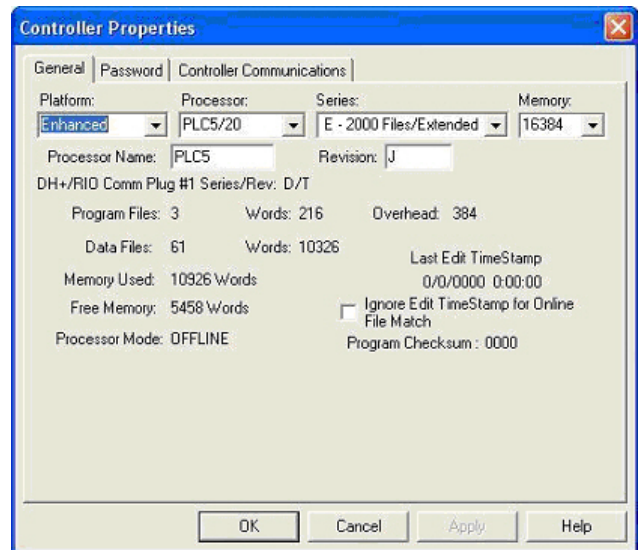 Controller Properties
General Password Controller Communications
Platform: Processor: Series: Memory:
Enhanced PLC5/20 E - 2000 Files/Extended 16384
Processor Name: PLC5 Revision: J
DH+/RIO Comm Plug #1 Series/Rev: D/T
Program Files: 3 Words: 216 Overhead: 384
Data Files: 61 Words: 10326
Last Edit TimeStamp
Memory Used: 10926 Words
0/0/0000 0:00:00
Free Memory: 5458 Words
Ignore Edit TimeStamp for Online
File Match
Processor Mode: OFFLINE
Program Checksum : 0000
OK Cancel Apply Help